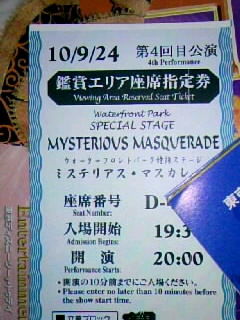 10/9/24 第4回目公演
4th Performance
鑑賞エリア座席指定券
Viewing Area Reserved Seat Ticket
Waterfront Park
SPECIAL STAGE
MYSTERIOUS MASQUERADE
ウォーターフロントパーク特設ステージ
ミステリアス・マスカレ
座席番号 D-
Seat Number:
入場開始 19:3
Admission Begins:
開演 20:00
Performance Starts:
・開演の10分前までにご入場ください。
・Please enter no later than 10 minutes before
the show start time.